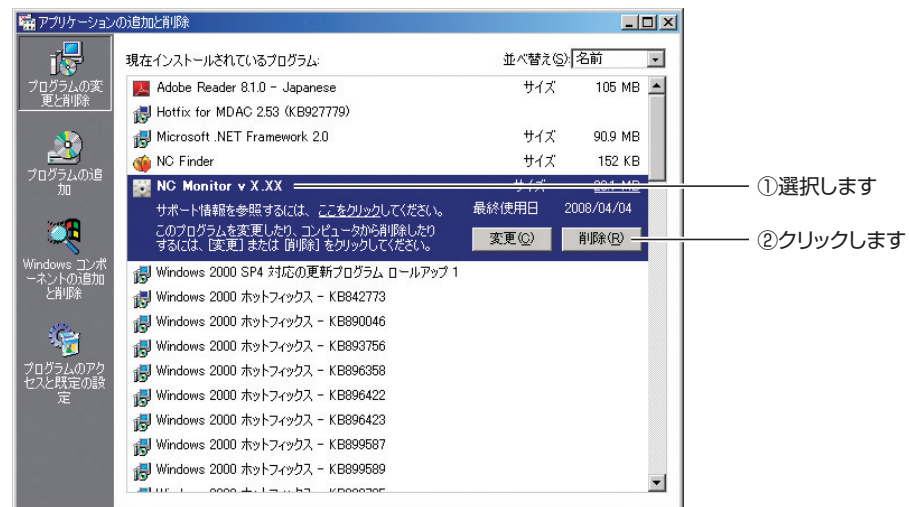 アプリケーションの追加と削除
プログラムの変
更と削除
プログラムの追
加
Windows コンポ
ーネントの追加
と削除
プログラムのアク
セスと既定の設
定
現在インストールされているプログラム:
並べ替え(S): 名前
Adobe Reader 8.1.0 - Japanese サイズ 105 MB
Hotfix for MDAC 2.53 (KB927779)
Microsoft .NET Framework 2.0 サイズ 90.9 MB
NC Finder サイズ 152 KB
NC Monitor v X.XX サイズ
サポート情報を参照するには、ここをクリックしてください。 最終使用日 2008/04/04
このプログラムを変更したり、コンピュータから削除したり
するには、[変更] または [削除] をクリックしてください。
変更(C) 削除(R)
Windows 2000 SP4 対応の更新プログラム ロールアップ 1
Windows 2000 ホットフィックス - KB842773
Windows 2000 ホットフィックス - KB890046
Windows 2000 ホットフィックス - KB893756
Windows 2000 ホットフィックス - KB896358
Windows 2000 ホットフィックス - KB896422
Windows 2000 ホットフィックス - KB896423
Windows 2000 ホットフィックス - KB899587
Windows 2000 ホットフィックス - KB899589
①選択します
②クリックします